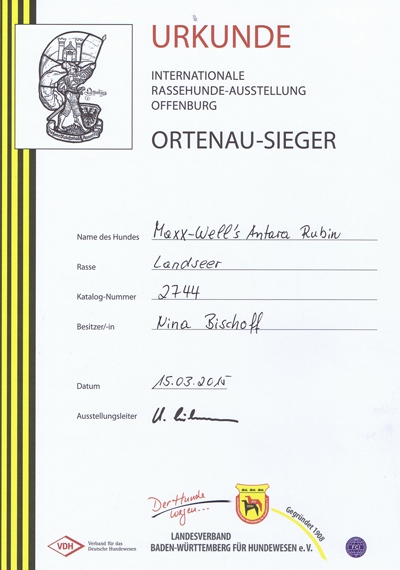 URKUNDE
INTERNATIONALE
RASSEHUNDE-AUSSTELLUNG
OFFENBURG
ORTENAU-SIEGER
Name des Hundes Maxx-Well's Antara Rubin
Rasse Landseer
Katalog-Nummer 2744
Besitzer/-in Nina Bischoff
Datum 15.03.2015
Ausstellungsleiter
Der Hunde
wegen...
Gegründet 1908
VDH
Verband für das
Deutsche Hundewesen
LANDESVERBAND
BADEN-WÜRTTEMBERG FÜR HUNDEWESEN e.V.
FCI